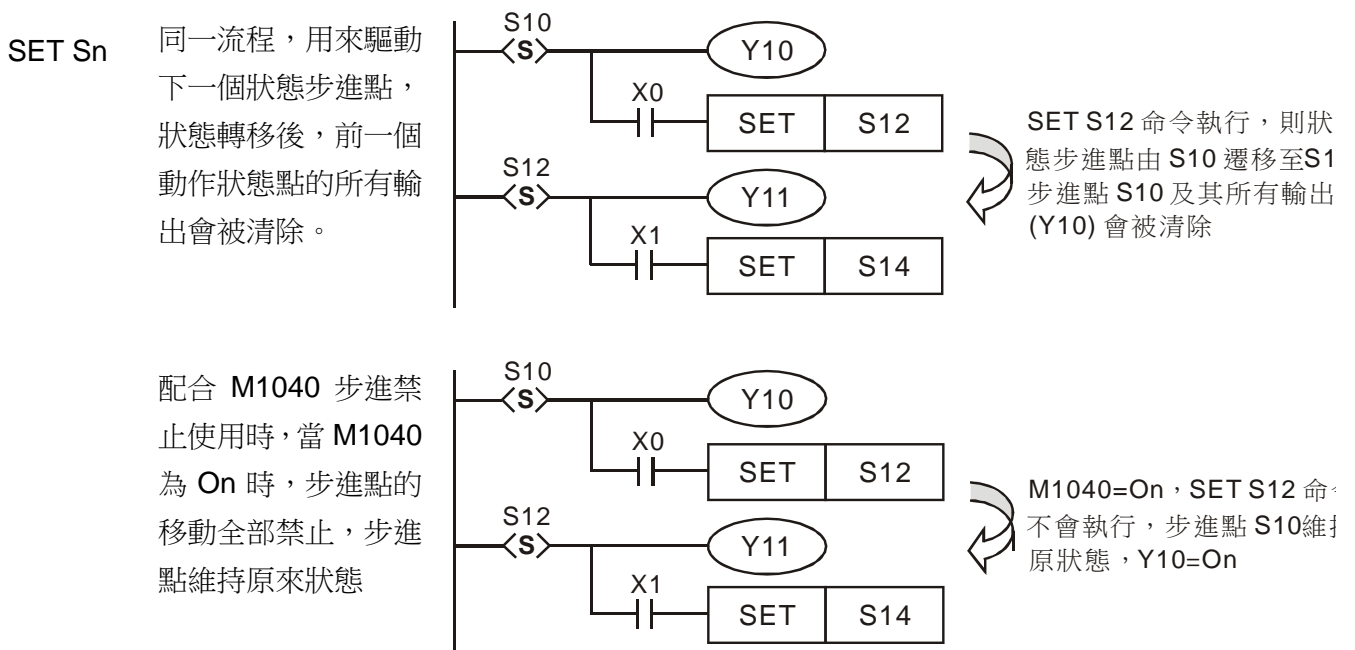 SET Sn
同一流程，用來驅動
下一個狀態步進點，
狀態轉移後，前一個
動作狀態點的所有輸
出會被清除。
S10
S
Y10
X0
SET S12
S12
S
Y11
X1
SET S14
SET S12 命令執行，則狀
態步進點由 S10 遷移至S1
步進點 S10 及其所有輸出
(Y10) 會被清除
配合 M1040 步進禁
止使用時，當 M1040
為 On 時，步進點的
移動全部禁止，步進
點維持原來狀態
S10
S
Y10
X0
SET S12
S12
S
Y11
X1
SET S14
M1040=On，SET S12 命
不會執行，步進點 S10維
原狀態，Y10=On